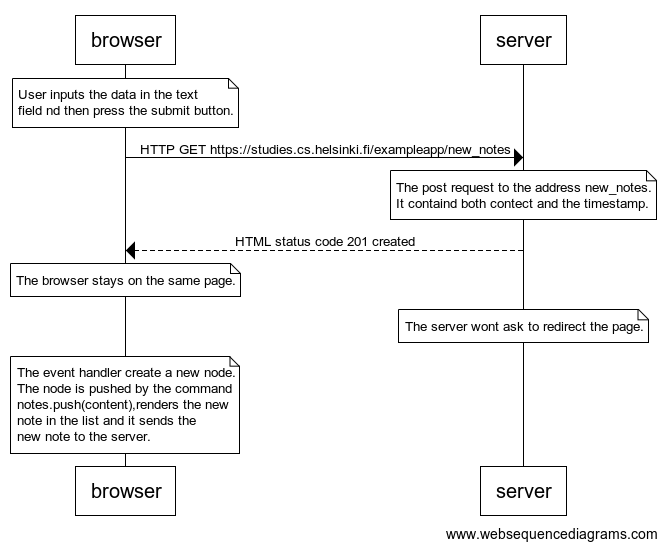 browser
server
User inputs the data in the text
field nd then press the submit button.
HTTP GET https://studies.cs.helsinki.fi/exampleapp/new_notes
The post request to the address new_notes.
It containd both contect and the timestamp.
HTML status code 201 created
The browser stays on the same page.
The server wont ask to redirect the page.
The event handler create a new node.
The node is pushed by the command
notes.push(content),renders the new
note in the list and it sends the
new note to the server.
browser
server
www.websequencediagrams.com